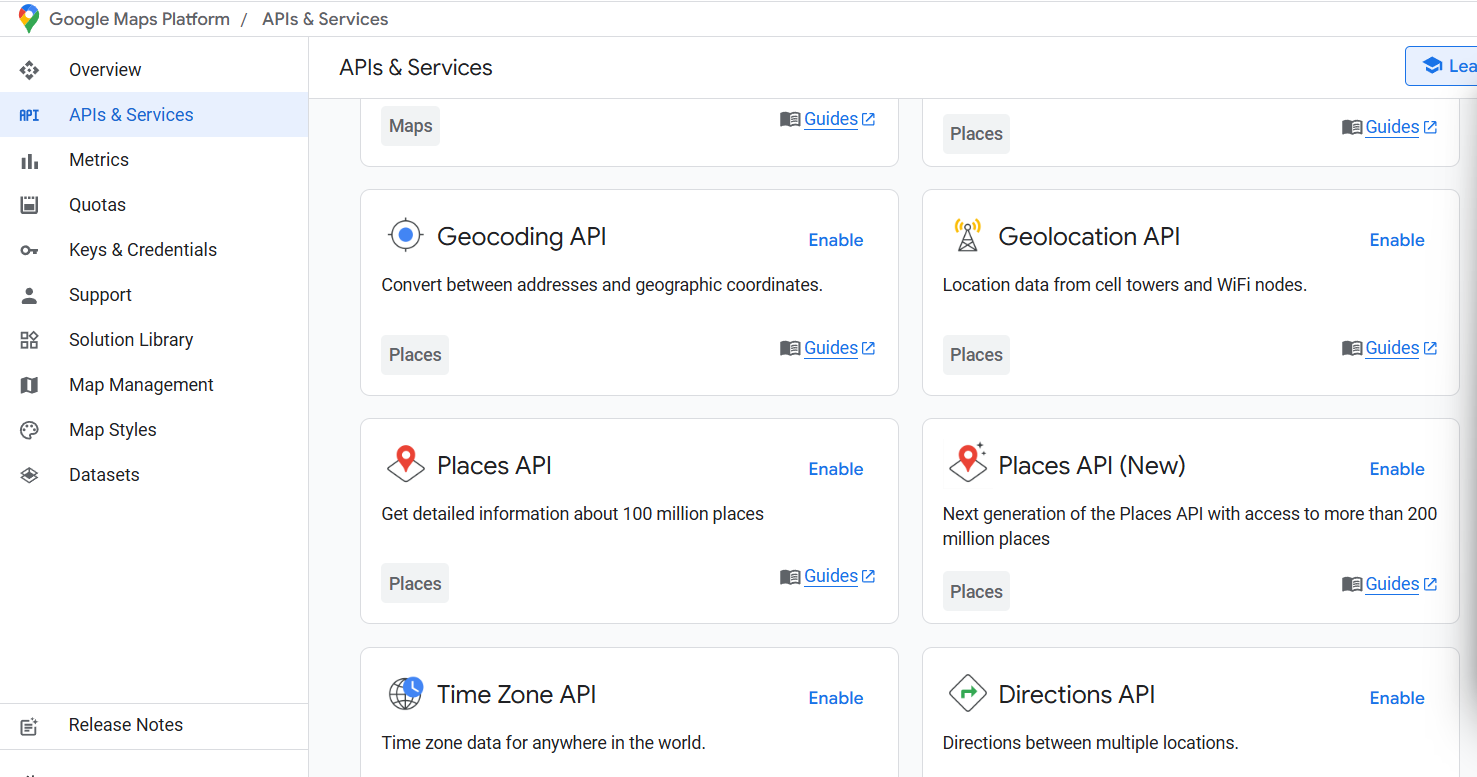 Google Maps Platform / APIs & Services
Overview
API APIs & Services
Metrics
Quotas
Keys & Credentials
Support
Solution Library
Map Management
Map Styles
Datasets
Release Notes
APIs & Services
Maps
Guides
Places
Guides
Geocoding API
Enable
Convert between addresses and geographic coordinates.
Places
Guides
Geolocation API
Enable
Location data from cell towers and WiFi nodes.
Places
Guides
Places API
Enable
Get detailed information about 100 million places
Places
Guides
Places API (New)
Enable
Next generation of the Places API with access to more than 200
million places
Places
Guides
Time Zone API
Enable
Time zone data for anywhere in the world.
Directions API
Enable
Directions between multiple locations.